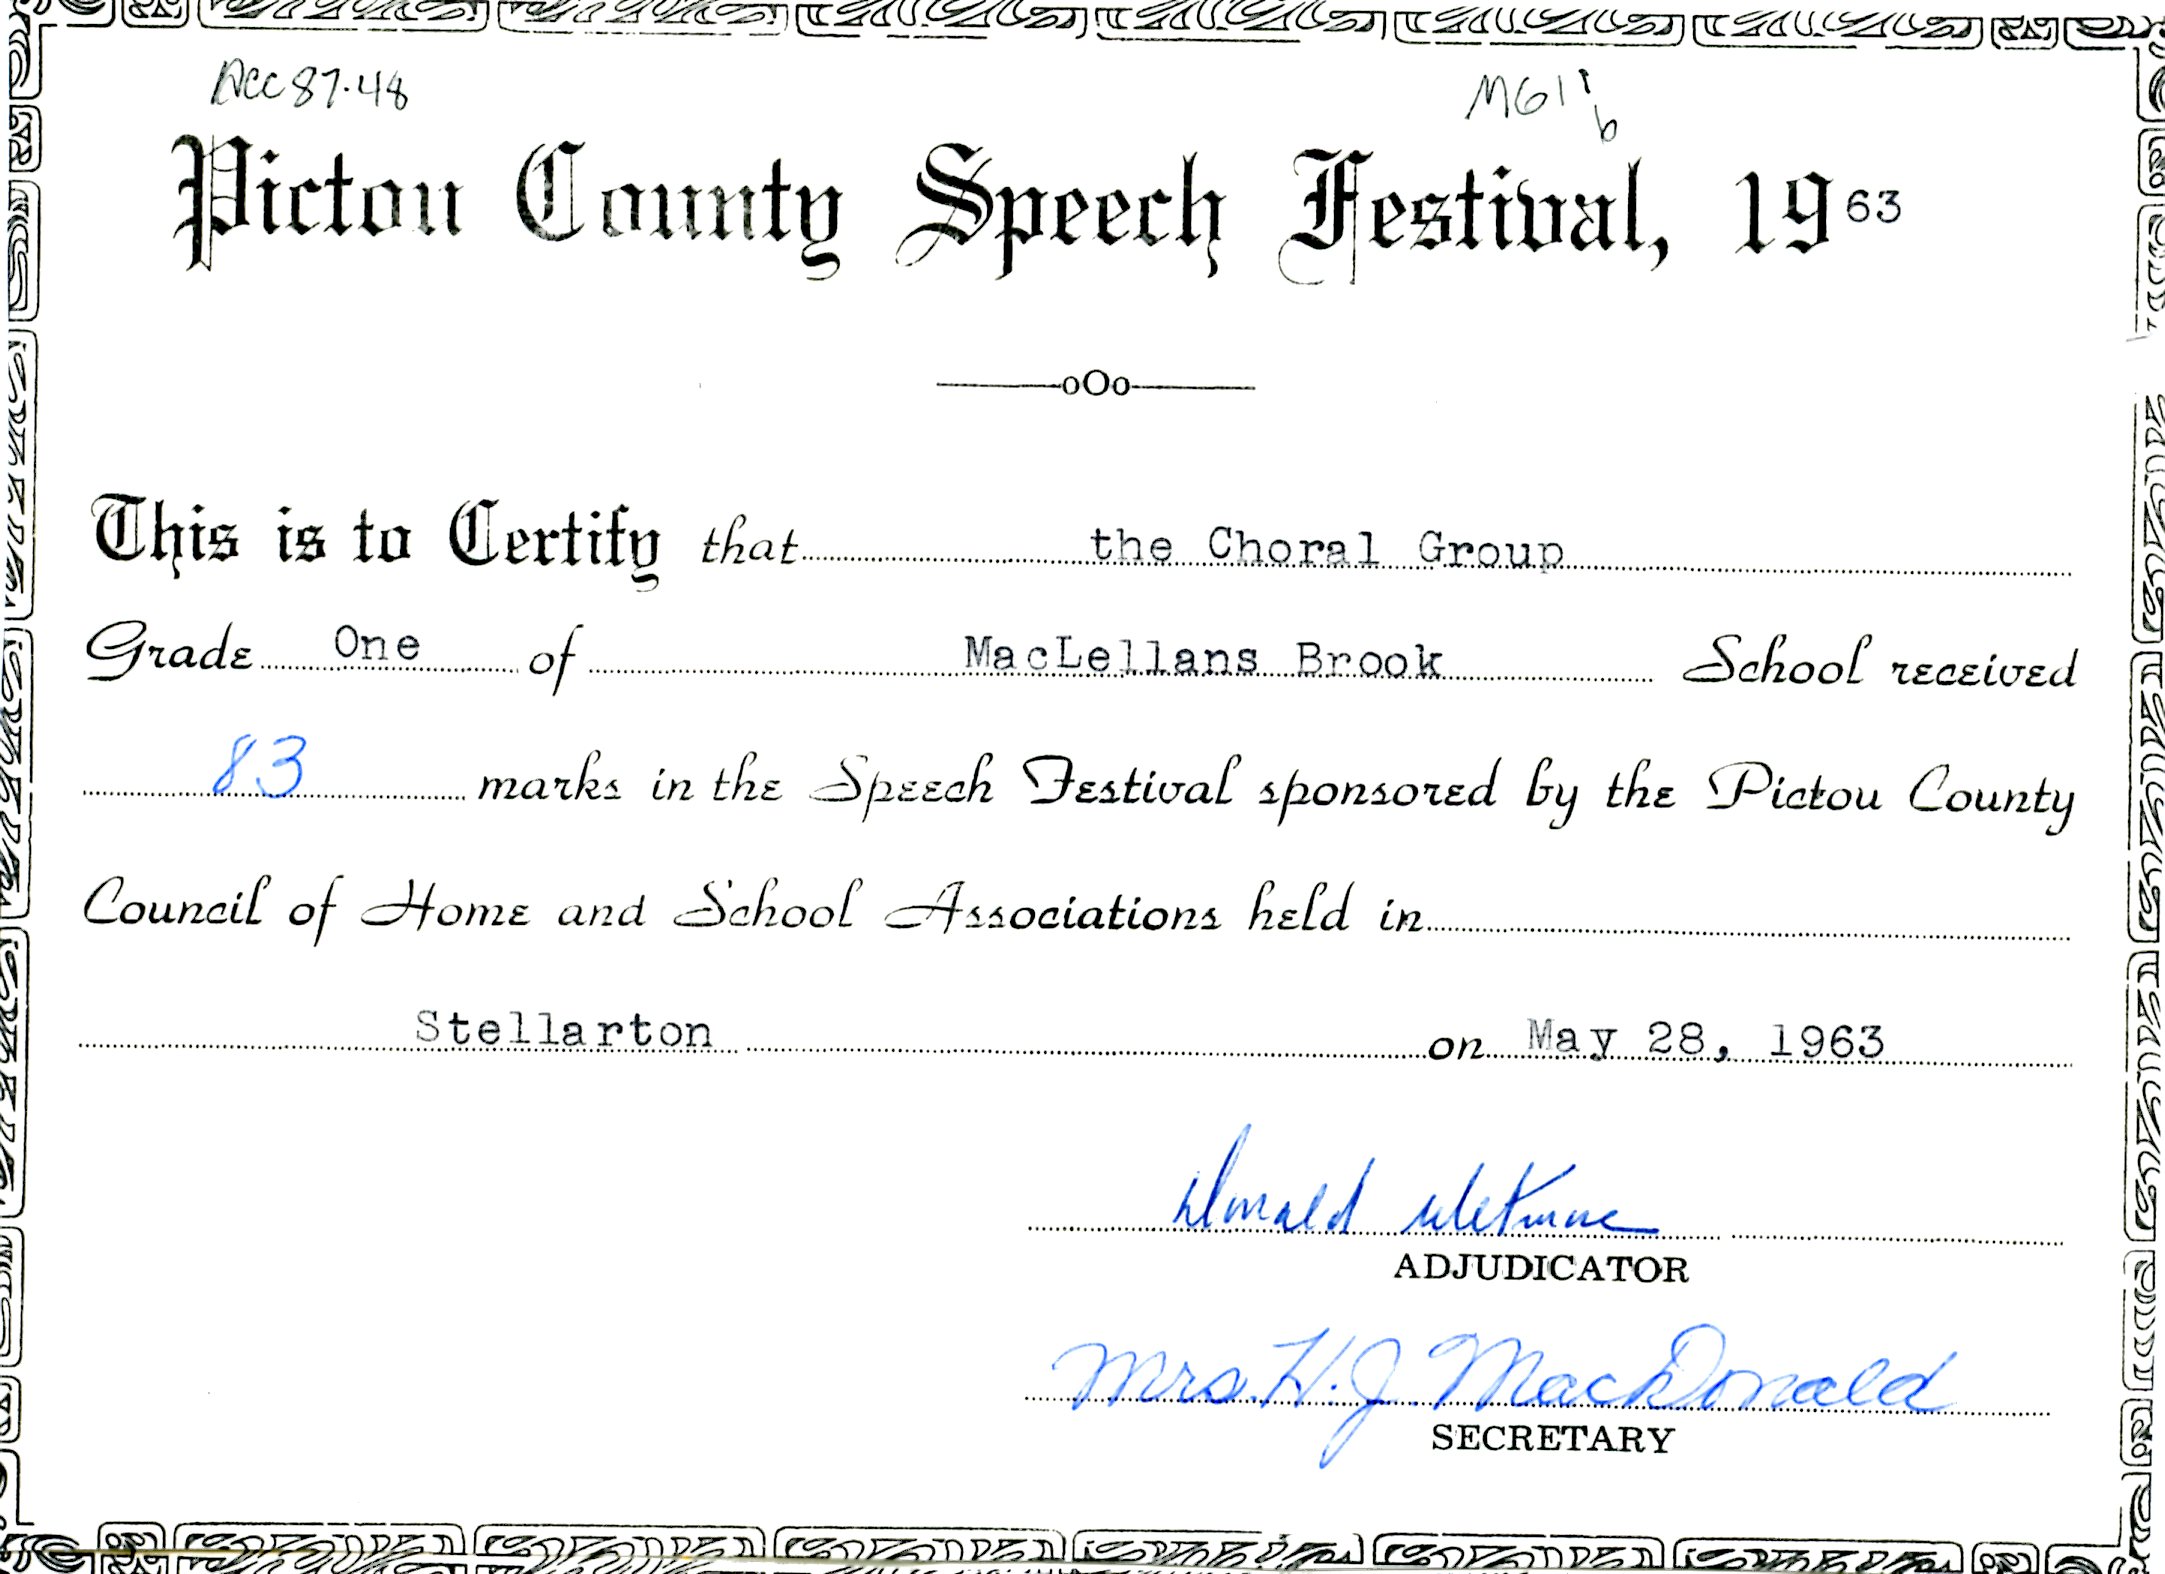 Acc 87.48
MG1
b
Pictou County Speech Festival, 1963
oOo
This is to Certify that the Choral Group
Grade One of MacLellans Brook School received
83 marks in the Speech Festival sponsored by the Pictou County
Council of Home and School Associations held in
Stellarton on May 28, 1963
Donald
ADJUDICATOR
Mrs. H. J. MacDonald
SECRETARY